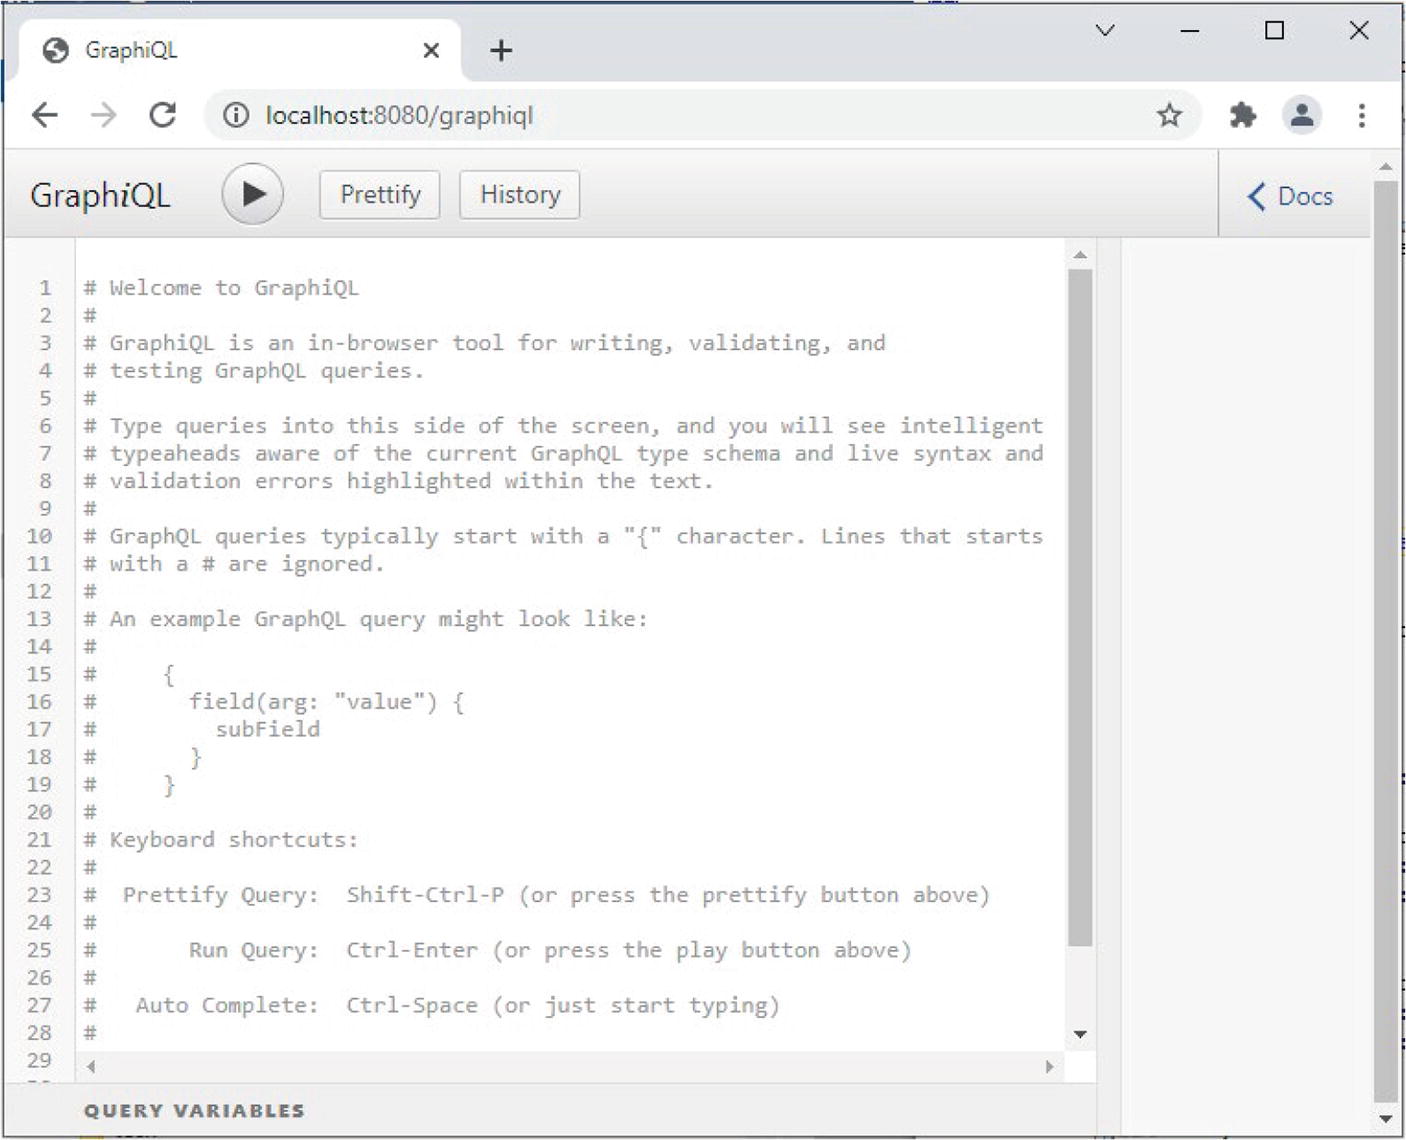 GraphiQL
localhost:8080/graphiql
GraphiQL
Prettify
History
Docs
1 # Welcome to GraphiQL
2 #
3 # GraphiQL is an in-browser tool for writing, validating, and
4 # testing GraphQL queries.
5 #
6 # Type queries into this side of the screen, and you will see intelligent
7 # typeaheads aware of the current GraphQL type schema and live syntax and
8 # validation errors highlighted within the text.
9 #
10 # GraphQL queries typically start with a "{" character. Lines that starts
11 # with a # are ignored.
12 #
13 # An example GraphQL query might look like:
14 #
15 #     {
16 #       field(arg: "value") {
17 #         subField
18 #       }
19 #     }
20 #
21 # Keyboard shortcuts:
22 #
23 #  Prettify Query:  Shift-Ctrl-P (or press the prettify button above)
24 #
25 #       Run Query:  Ctrl-Enter (or press the play button above)
26 #
27 #   Auto Complete:  Ctrl-Space (or just start typing)
28 #
29
QUERY VARIABLES